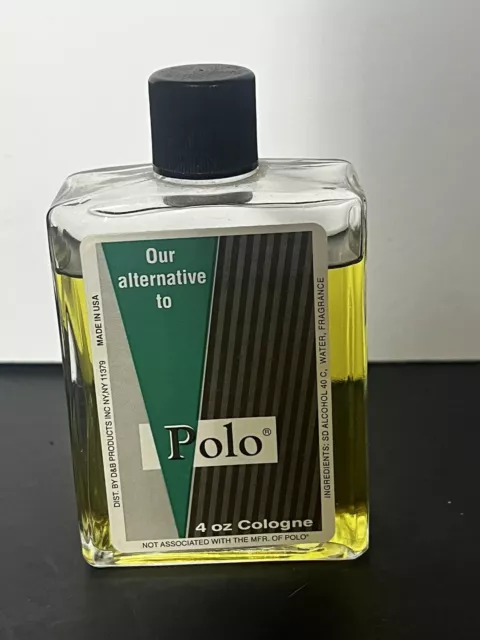 Our
alternative
to
Polo®
4 oz Cologne
NOT ASSOCIATED WITH THE MFR. OF POLO®
DIST. BY D&B PRODUCTS INC NY,NY 11379 MADE IN USA
INGREDIENTS: SD ALCOHOL 40 C, WATER, FRAGRANCE